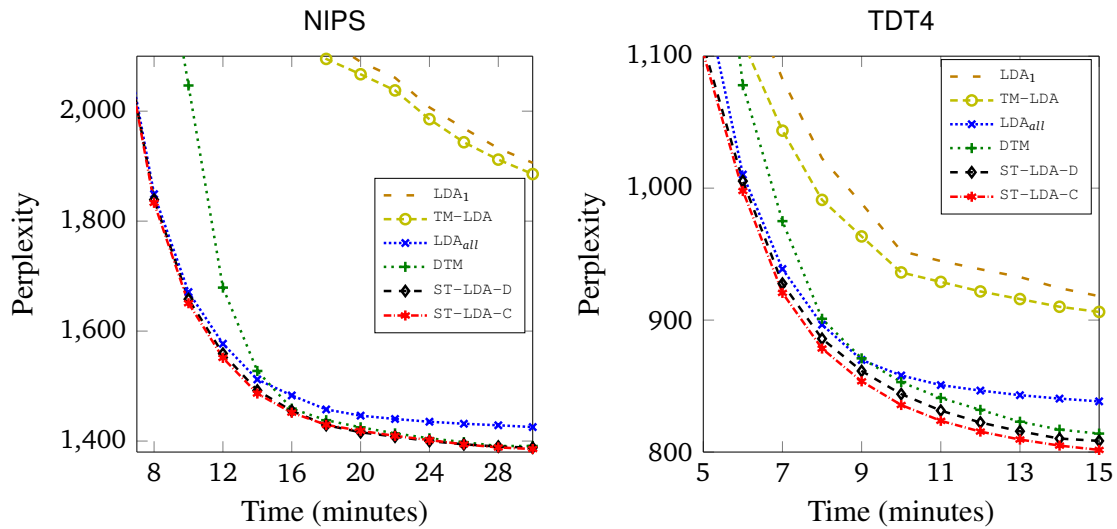 NIPS
2,000
1,800
1,600
1,400
8 12 16 20 24 28
Perplexity
Time (minutes)
LDA1
TM-LDA
LDAall
DTM
ST-LDA-D
ST-LDA-C
TDT4
1,100
1,000
900
800
5 7 9 11 13 15
Perplexity
Time (minutes)
LDA1
TM-LDA
LDAall
DTM
ST-LDA-D
ST-LDA-C